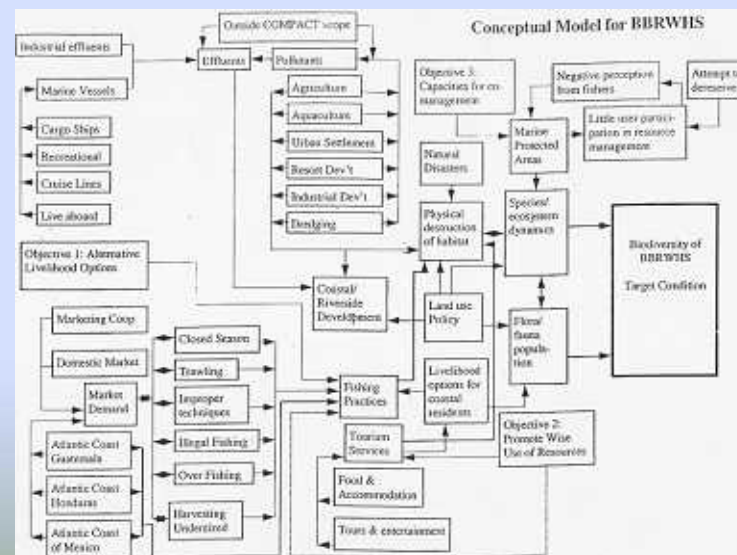 Conceptual Model for BBRWHS
Outside COMPACT scope
Industrial effluents
Effluents
Pollutants
Marine Vessels
Cargo Ships
Recreational
Cruise Lines
Live aboard
Agriculture
Aquaculture
Urban Settlement
Resort Dev't
Industrial Dev't
Dredging
Objective 3:
Capacities for co
management
Negative perception
from fishers
Attempt to
dereserve
Marine
Protected
Areas
Little user partici-
pation in resource
management
Natural
Disasters
Physical
destruction
of habitat
Species/
ecosystem
dynamics
Biodiversity of
BBRWHS
Target Condition
Objective 1: Alternative
Livelihood Options
Coastal/
Riverside
Development
Land use
Policy
Flora/
fauna
popula-
tion
Marketing Coop
Domestic Market
Market
Demand
Atlantic Coast
Guatemala
Atlantic Coast
Honduras
Atlantic Coast
of Mexico
Closed Season
Trawling
Improper
techniques
Illegal Fishing
Over Fishing
Harvesting
Undersized
Fishing
Practices
Livelihood
options for
coastal
residents
Tourism
Services
Objective 2:
Promote Wise
Use of Resources
Food &
Accommodation
Tours & entertainment